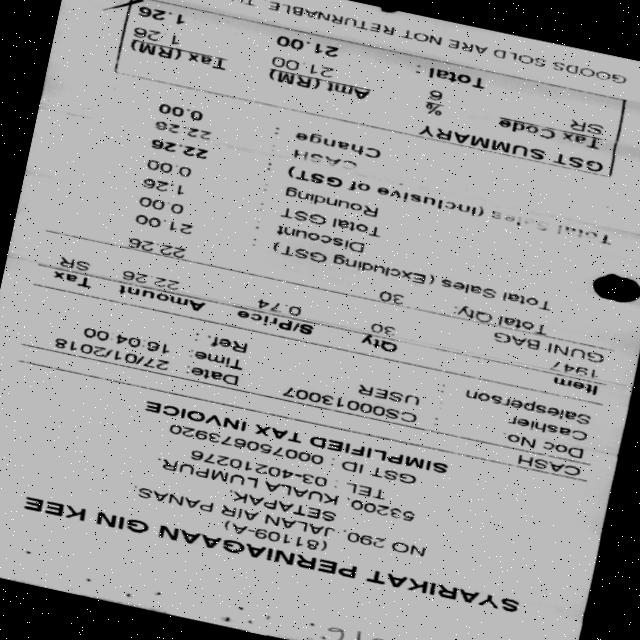 SYARIKAT PERNIAGAAN GIN KEE
(81109-A)
NO 290 JALAN AIR PANAS,
SETAPAK,
53200 KUALA LUMPUR.
TEL: 03-40210276
GST ID : 000750673920
SIMPLIFIED TAX INVOICE
CASH
Doc No : CS00013007 Date: 27/01/2018
Cashier : USER Time: 16:04:00
Salesperson : Ref.:
Item Qty S/Price Amount Tax
1947 30 0.74 22.26 SR
GUNI BAG
Total Qty: 30 22.26
Total Sales (Excluding GST) : 21.00
Discount : 0.00
Total GST : 1.26
Rounding : 0.00
Total Sales (Inclusive of GST) : 22.26
CASH : 22.26
Change : 0.00
GST SUMMARY
Tax Code % Amt (RM) Tax (RM)
SR 6 21.00 1.26
Total : 21.00 1.26
GOODS SOLD ARE NOT RETURNABLE,